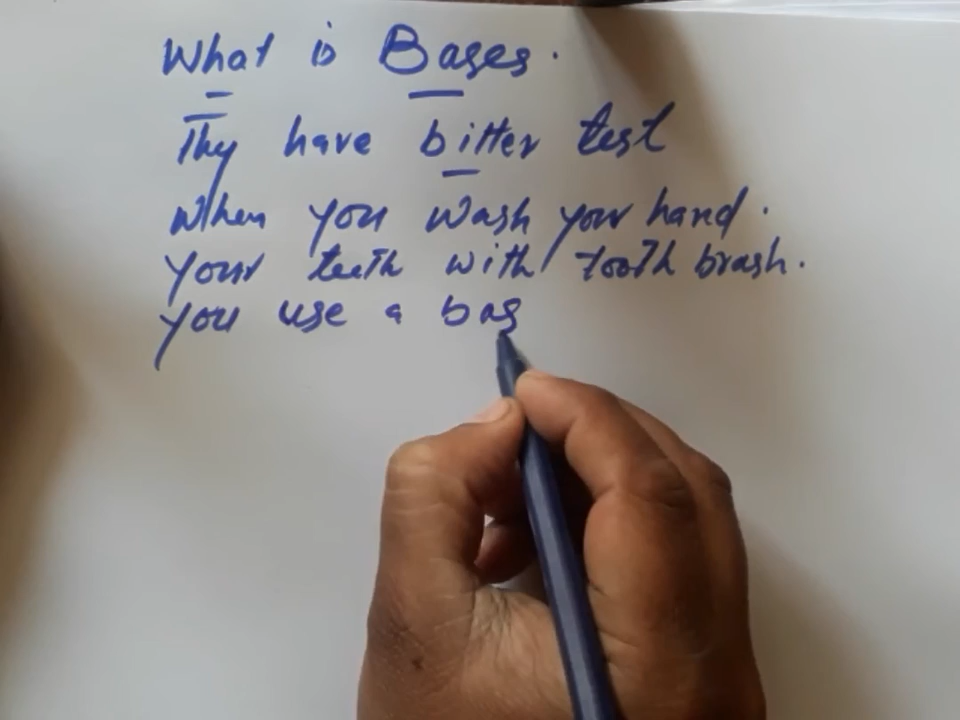 What is Bases.
Thy have bitter test
When you wash your hand.
Your teeth with tooth brash.
you use a bas